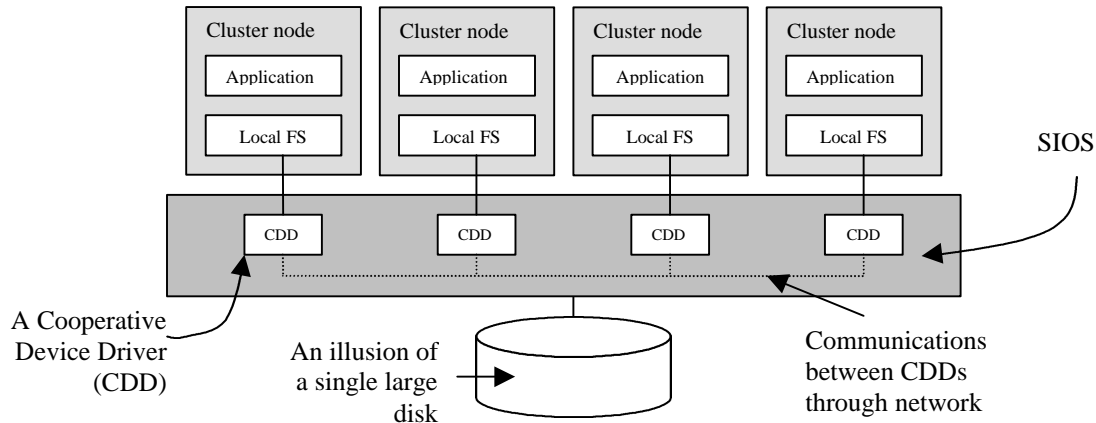 Cluster node
Cluster node
Cluster node
Cluster node
Application
Application
Application
Application
Local FS
Local FS
Local FS
Local FS
SIOS
CDD
CDD
CDD
CDD
A Cooperative
Device Driver
(CDD)
An illusion of
a single large
disk
Communications
between CDDs
through network